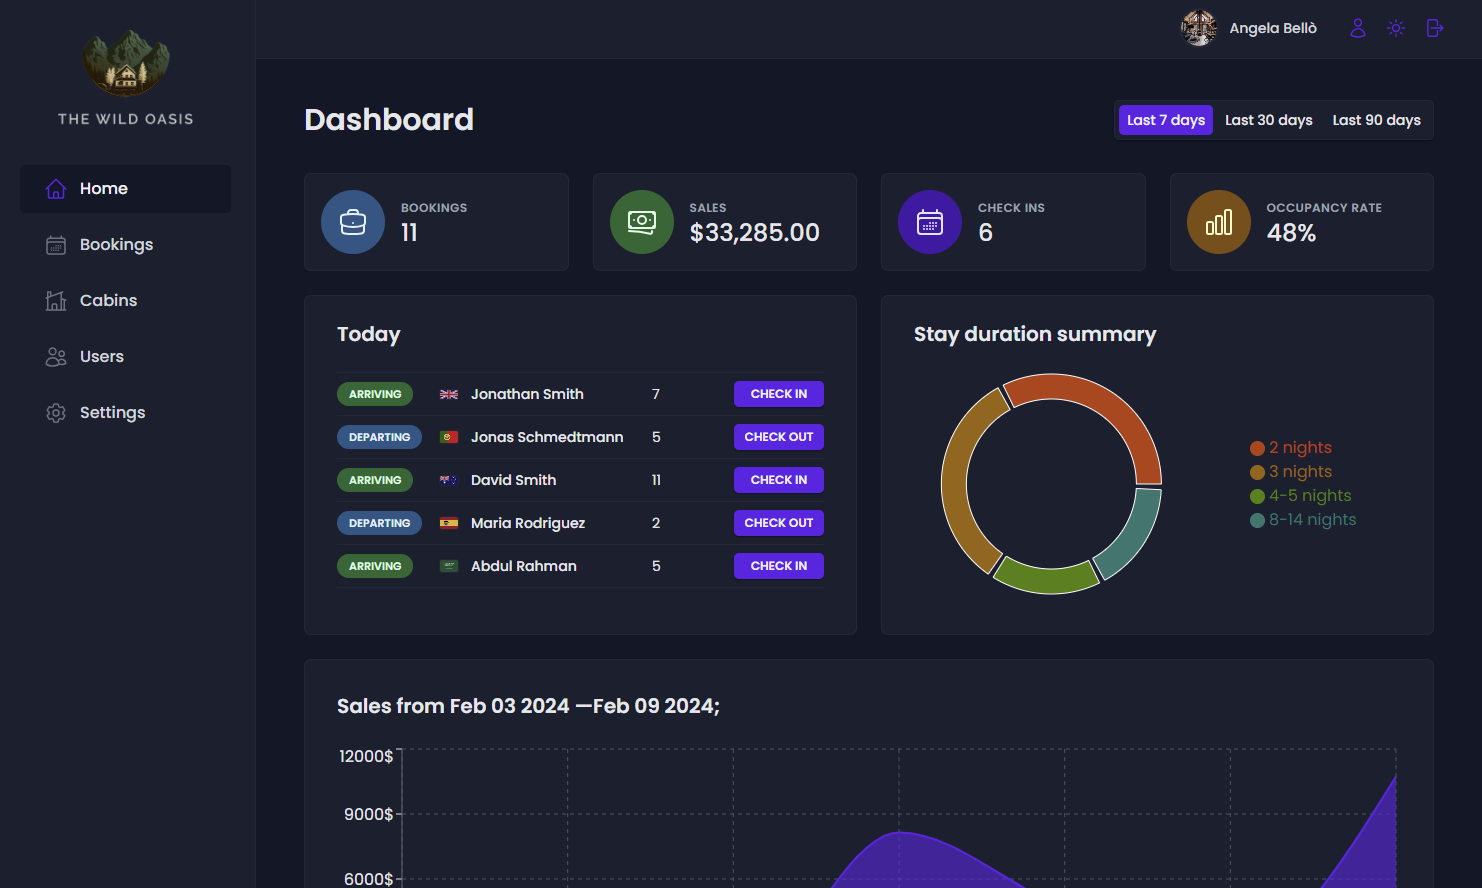 Angela Bellò
THE WILD OASIS
Home
Bookings
Cabins
Users
Settings
Dashboard
Last 7 days Last 30 days Last 90 days
BOOKINGS
11
SALES
$33,285.00
CHECK INS
6
OCCUPANCY RATE
48%
Today
ARRIVING Jonathan Smith 7 CHECK IN
DEPARTING Jonas Schmedtmann 5 CHECK OUT
ARRIVING David Smith 11 CHECK IN
DEPARTING Maria Rodriguez 2 CHECK OUT
ARRIVING Abdul Rahman 5 CHECK IN
Stay duration summary
2 nights
3 nights
4-5 nights
8-14 nights
Sales from Feb 03 2024 —Feb 09 2024;
12000$
9000$
6000$